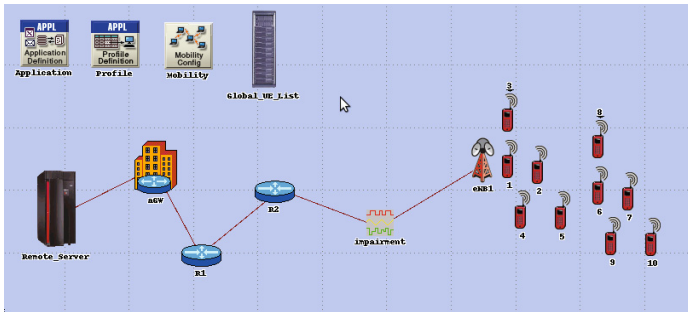 APPL
Application
Definition
Application
APPL
Profile
Definition
Profile
Mobility
Config
Mobility
Global_UE_List
3
8
Remote_Server
aGW
R1
R2
impairment
eNB1
1
2
6
7
4
5
9
10